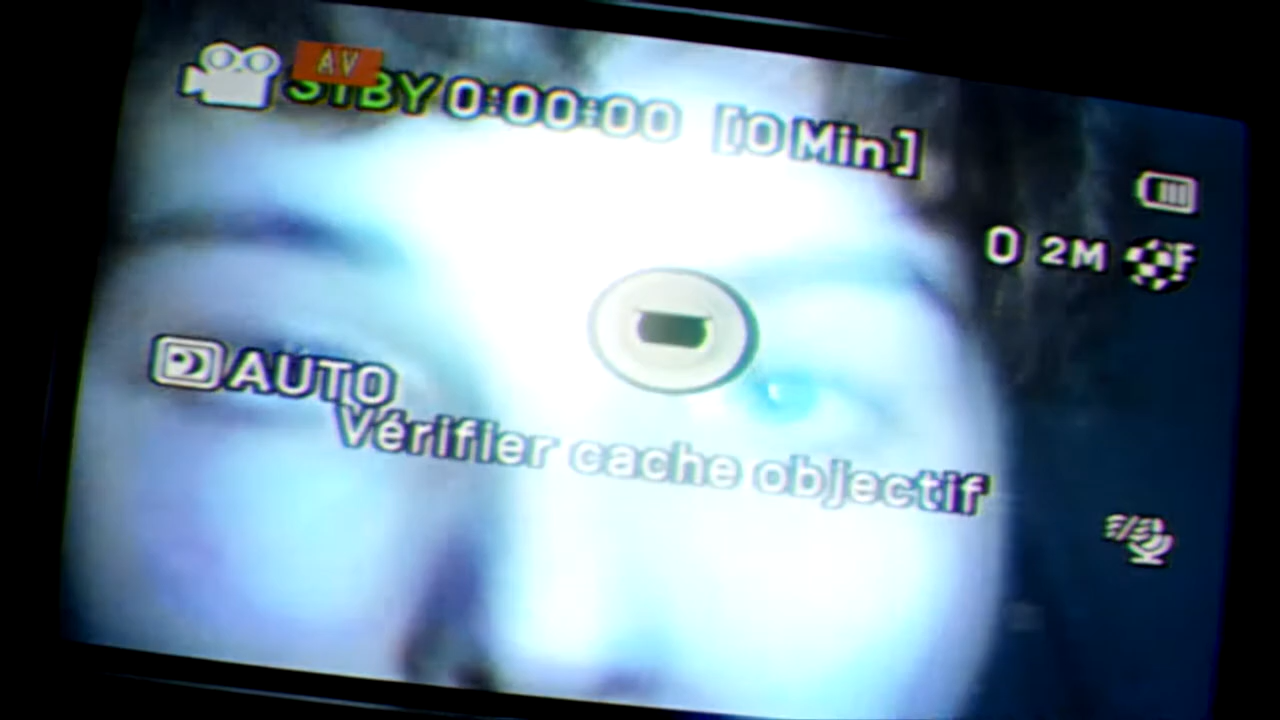 AV
STBY 0:00:00 [0 Min]
0 2M F
AUTO
Vérifier cache objectif